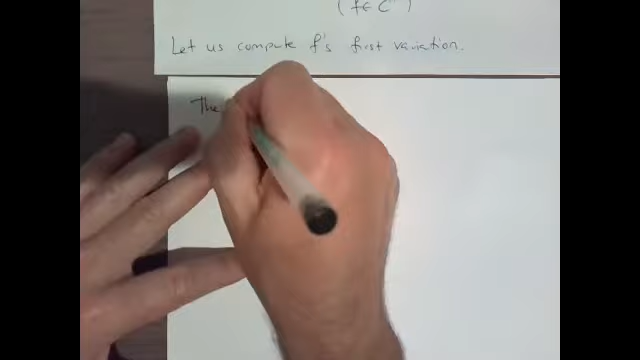 ( f ∈ C
Let us compute f's first variation.
The